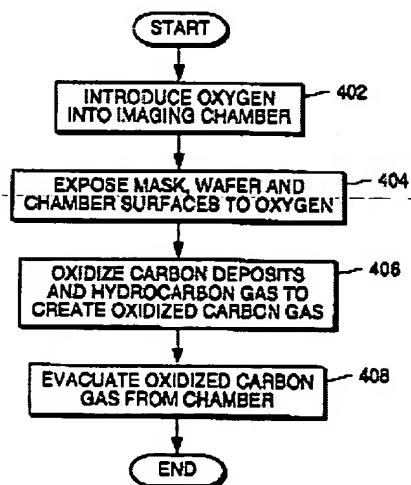 START
INTRODUCE OXYGEN
INTO IMAGING CHAMBER
402
EXPOSE MASK, WAFER AND
CHAMBER SURFACES TO OXYGEN
404
OXIDIZE CARBON DEPOSITS
AND HYDROCARBON GAS TO
CREATE OXIDIZED CARBON GAS
406
EVACUATE OXIDIZED CARBON
GAS FROM CHAMBER
408
END